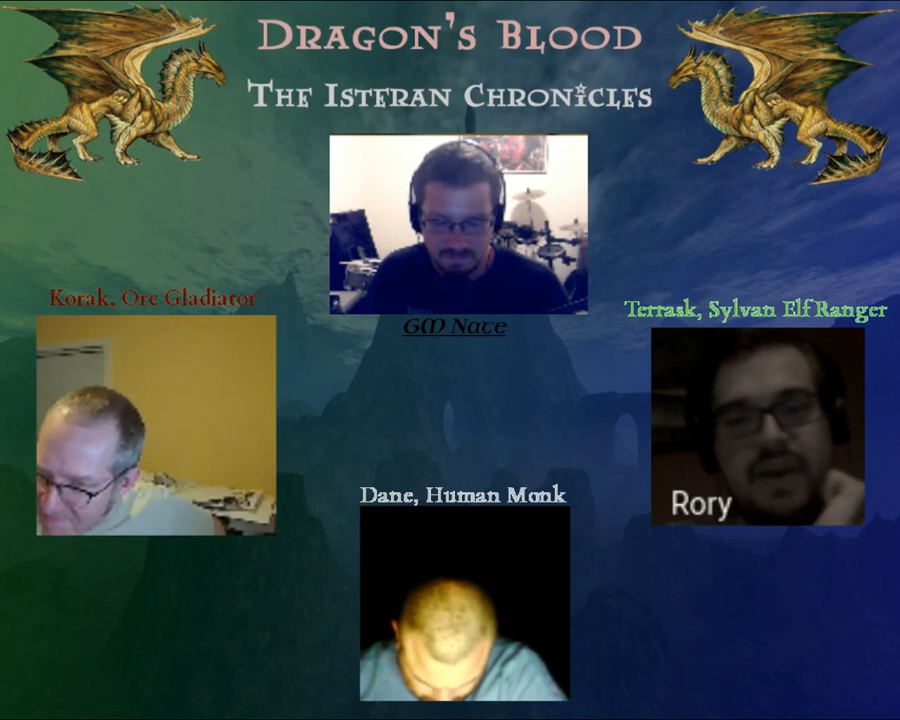 Dragon's Blood
The Isteran Chronicles
GM Nate
Korak, Orc Gladiator
Terrask, Sylvan Elf Ranger
Rory
Dane, Human Monk